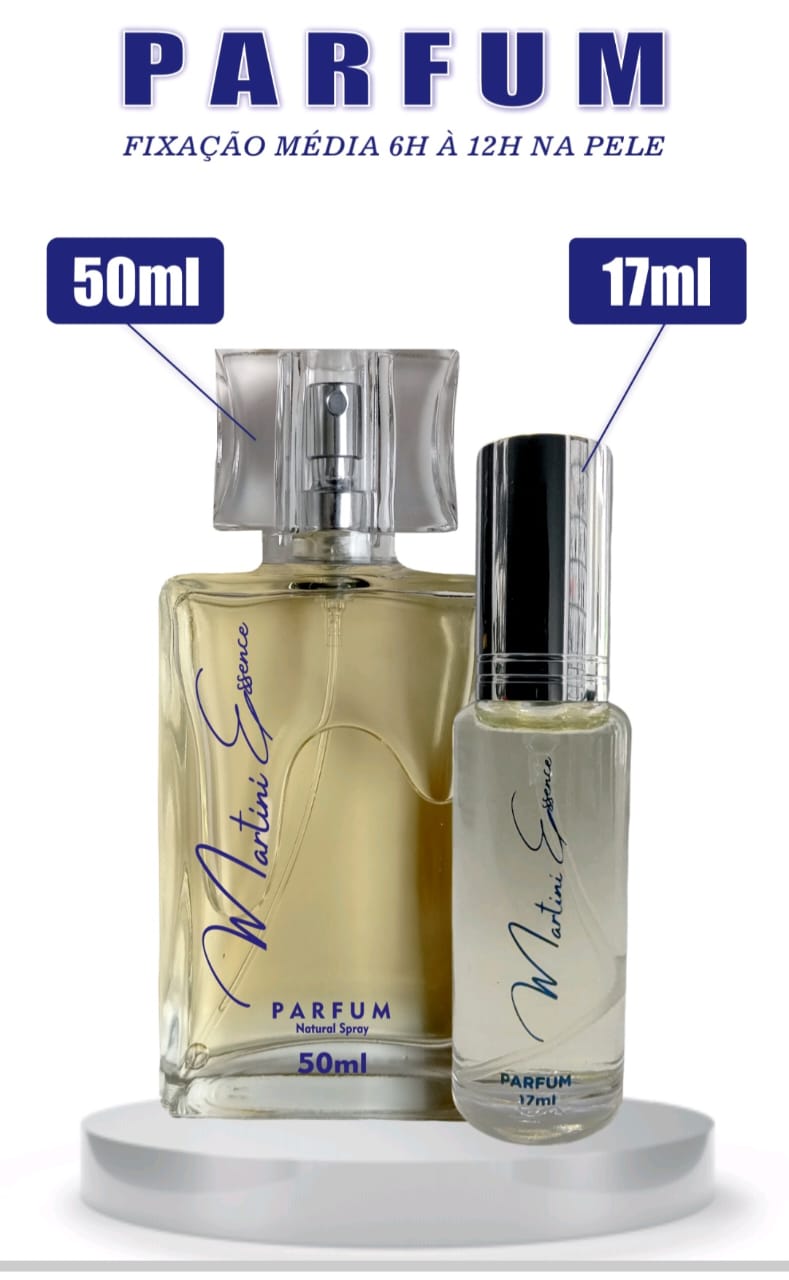 PARFUM
FIXAÇÃO MÉDIA 6H À 12H NA PELE
50ml
17ml
Martini Essence
PARFUM
Natural Spray
50ml
Martini Essence
PARFUM
17ml